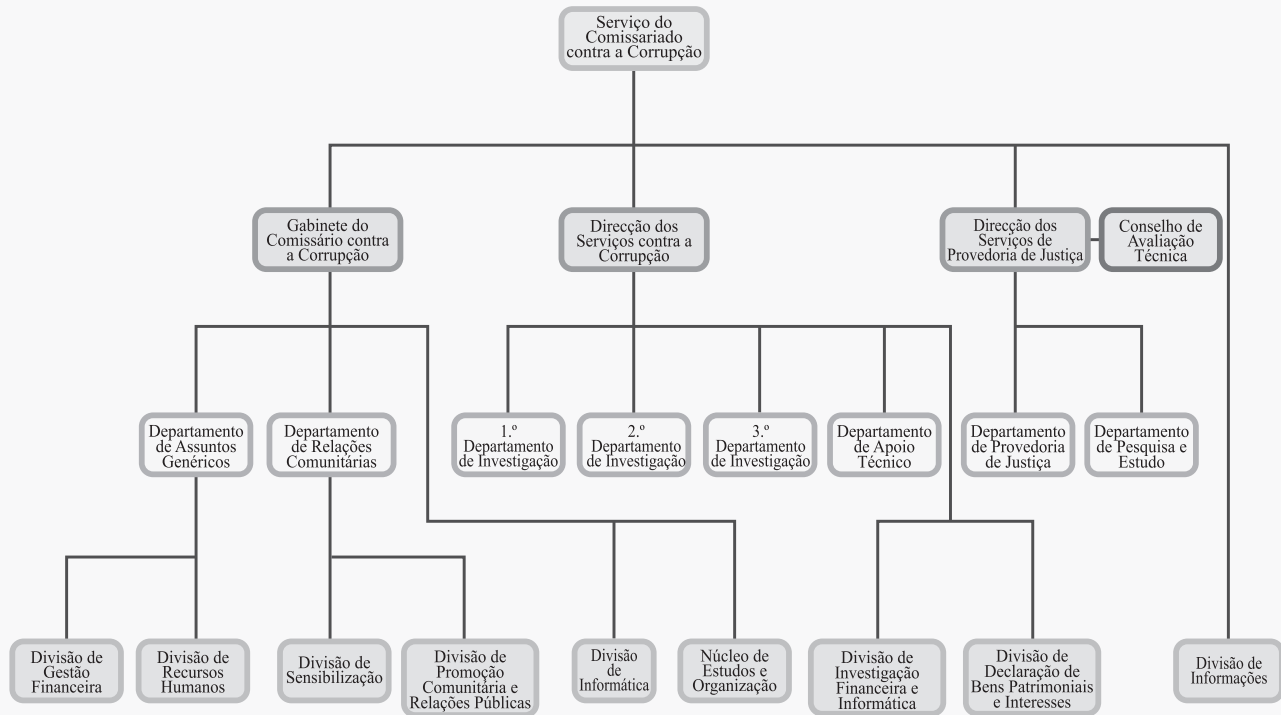 Serviço do
Comissariado
contra a Corrupção
Gabinete do
Comissário contra
a Corrupção
Direcção dos
Serviços contra a
Corrupção
Direcção dos
Serviços de
Provedoria de Justiça
Conselho de
Avaliação
Técnica
Departamento
de Assuntos
Genéricos
Departamento
de Relações
Comunitárias
1.º
Departamento
de Investigação
2.º
Departamento
de Investigação
3.º
Departamento
de Investigação
Departamento
de Apoio
Técnico
Departamento
de Provedoria
de Justiça
Departamento
de Pesquisa e
Estudo
Divisão de
Gestão
Financeira
Divisão de
Recursos
Humanos
Divisão de
Sensibilização
Divisão de
Promoção
Comunitária e
Relações Públicas
Divisão
de
Informática
Núcleo de
Estudos e
Organização
Divisão de
Investigação
Financeira e
Informática
Divisão de
Declaração de
Bens Patrimoniais
e Interesses
Divisão de
Informações